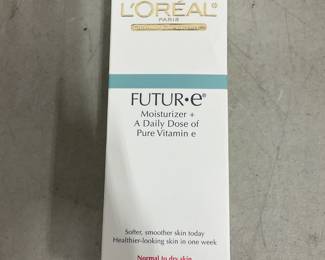 L'ORÉAL®
PARIS
FUTUR•e®
Moisturizer +
A Daily Dose of
Pure Vitamin e
Softer, smoother skin today
Healthier-looking skin in one week
Normal to dry skin